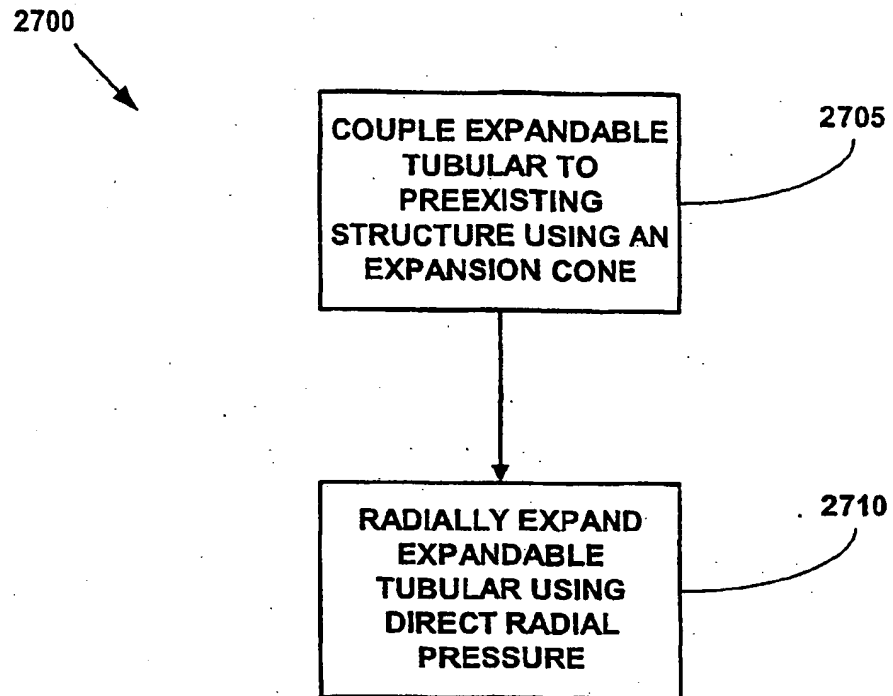 2700
COUPLE EXPANDABLE
TUBULAR TO
PREEXISTING
STRUCTURE USING AN
EXPANSION CONE
2705
RADIALLY EXPAND
EXPANDABLE
TUBULAR USING
DIRECT RADIAL
PRESSURE
2710